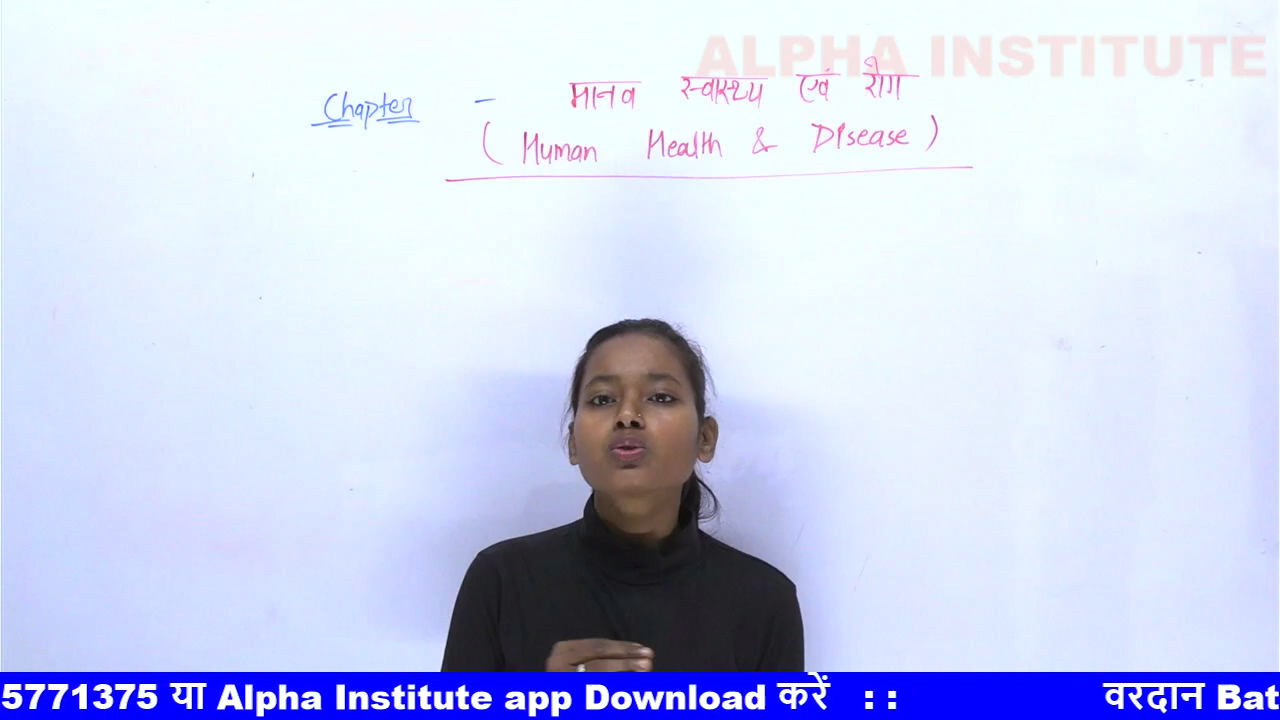 ALPHA INSTITUTE
Chapter - मानव स्वास्थ्य एवं रोग
( Human Health & Disease )
5771375 या Alpha Institute app Download करें : : वरदान Bat